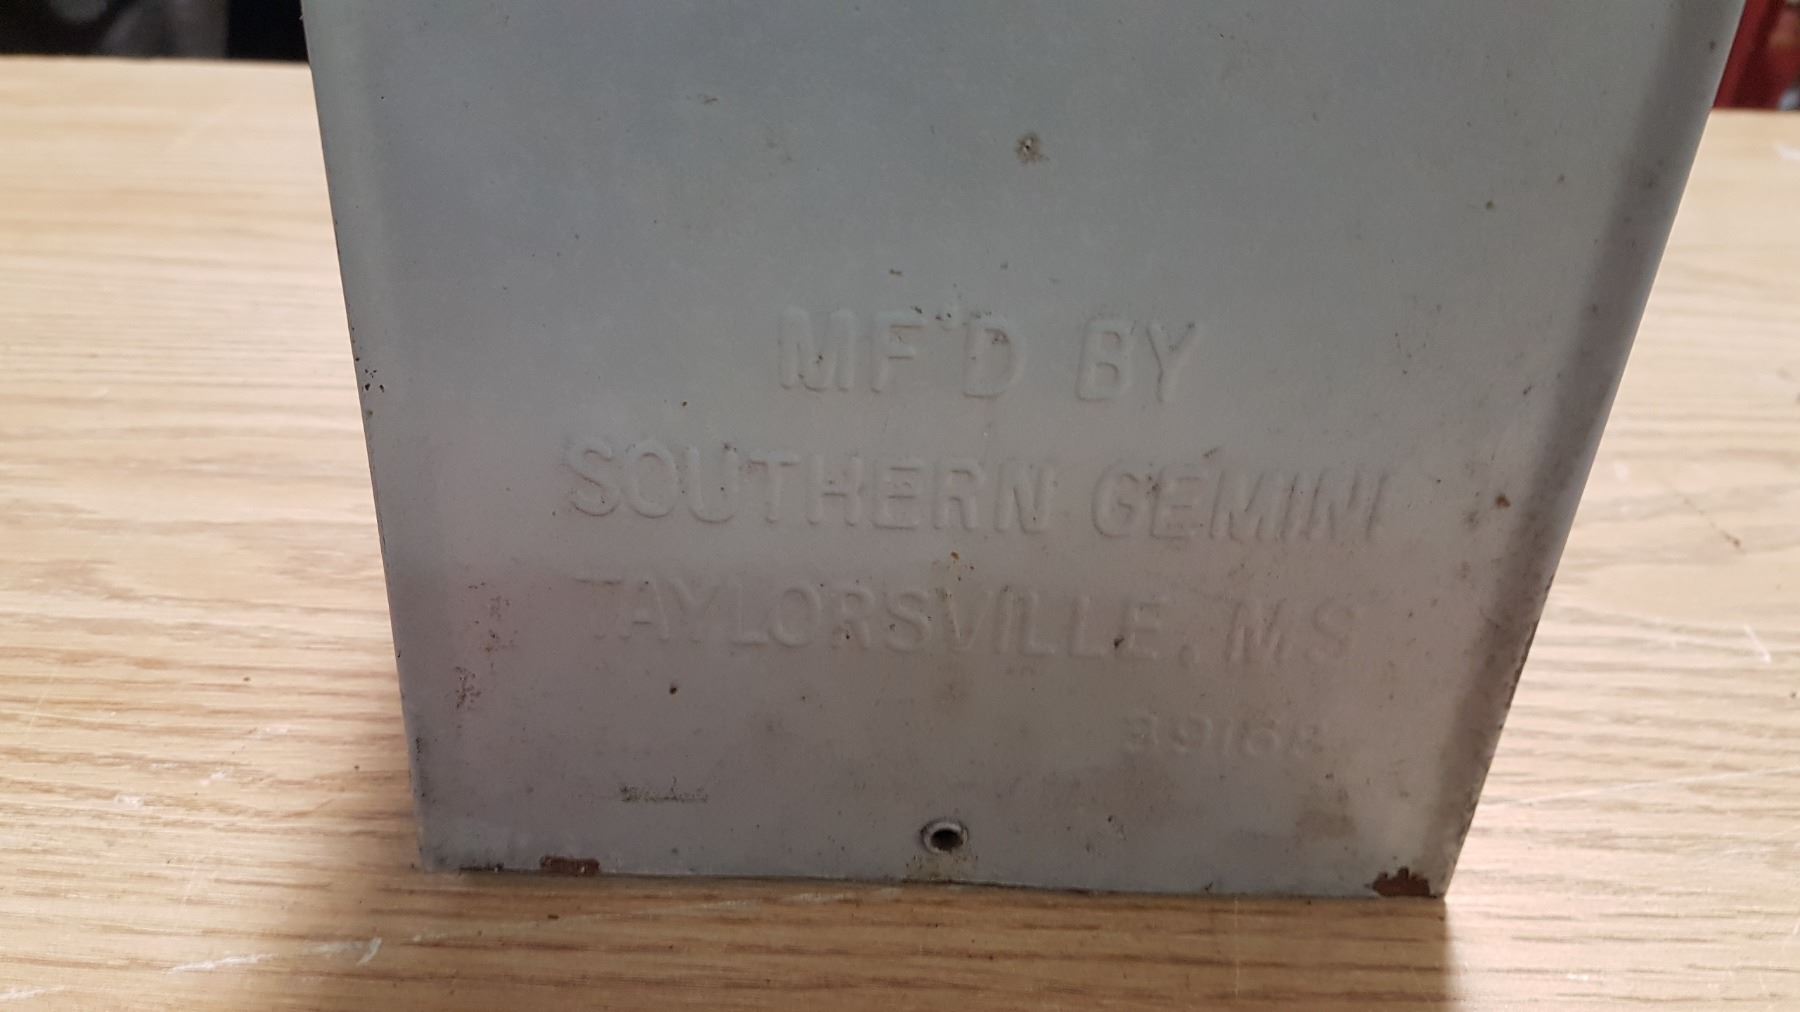 MF'D BY
SOUTHERN GEMINI
TAYLORSVILLE, MS
39168